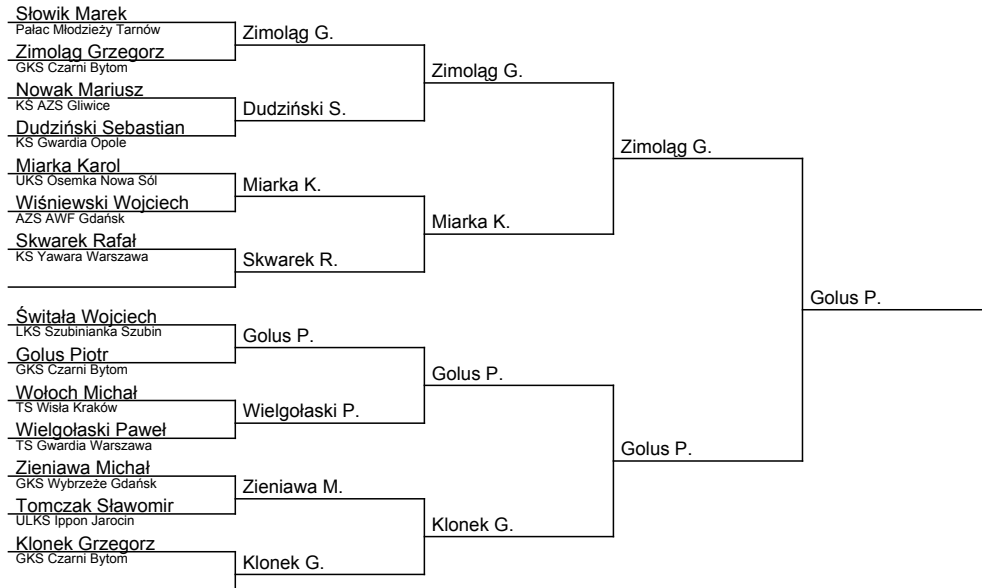 Słowik Marek
Pałac Młodzieży Tarnów
Zimoląg Grzegorz
GKS Czarni Bytom
Nowak Mariusz
KŚ AZS Gliwice
Dudziński Sebastian
KS Gwardia Opole
Miarka Karol
UKS Ósemka Nowa Sól
Wiśniewski Wojciech
AZS AWF Gdańsk
Skwarek Rafał
KS Yawara Warszawa
Świtała Wojciech
LKS Szubinianka Szubin
Golus Piotr
GKS Czarni Bytom
Wołoch Michał
TS Wisła Kraków
Wielgołaski Paweł
TS Gwardia Warszawa
Zieniawa Michał
GKS Wybrzeże Gdańsk
Tomczak Sławomir
ULKS Ippon Jarocin
Klonek Grzegorz
GKS Czarni Bytom
Zimoląg G.
Dudziński S.
Miarka K.
Skwarek R.
Golus P.
Wielgołaski P.
Zieniawa M.
Klonek G.
Zimoląg G.
Miarka K.
Golus P.
Klonek G.
Zimoląg G.
Golus P.
Golus P.